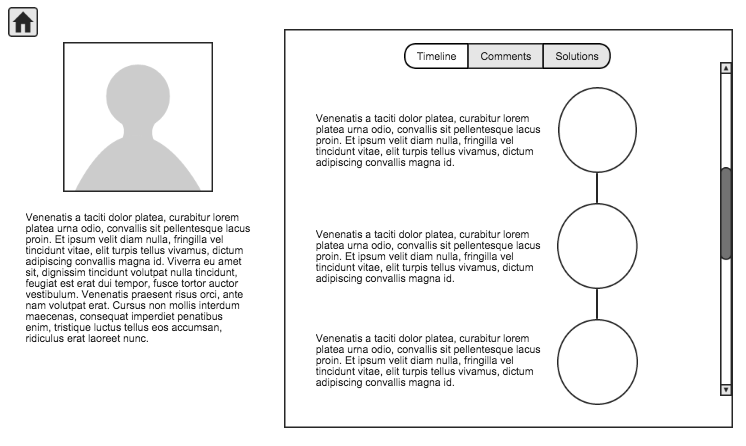 Timeline
Comments
Solutions
Venenatis a taciti dolor platea, curabitur lorem
platea urna odio, convallis sit pellentesque lacus
proin. Et ipsum velit diam nulla, fringilla vel
tincidunt varius, elit turpis tellus vivamus, dictum
adipiscing convallis magna id. Viverra eu amet
sit, dignissim tincidunt volutpat nulla tincidunt,
feugiat est erat dui tempor, fusce tortor auctor
vestibulum. Venenatis praesent risus orci, ante
nam volutpat erat. Cursus non mollis interdum
maecenas, consequat imperdiet penatibus
enim, tristique luctus tellus eos accumsan,
ridiculus erat laoreet nunc.
Venenatis a taciti dolor platea, curabitur lorem
platea urna odio, convallis sit pellentesque lacus
proin. Et ipsum velit diam nulla, fringilla vel
tincidunt varius, elit turpis tellus vivamus, dictum
adipiscing convallis magna id.
Venenatis a taciti dolor platea, curabitur lorem
platea urna odio, convallis sit pellentesque lacus
proin. Et ipsum velit diam nulla, fringilla vel
tincidunt varius, elit turpis tellus vivamus, dictum
adipiscing convallis magna id.
Venenatis a taciti dolor platea, curabitur lorem
platea urna odio, convallis sit pellentesque lacus
proin. Et ipsum velit diam nulla, fringilla vel
tincidunt varius, elit turpis tellus vivamus, dictum
adipiscing convallis magna id.